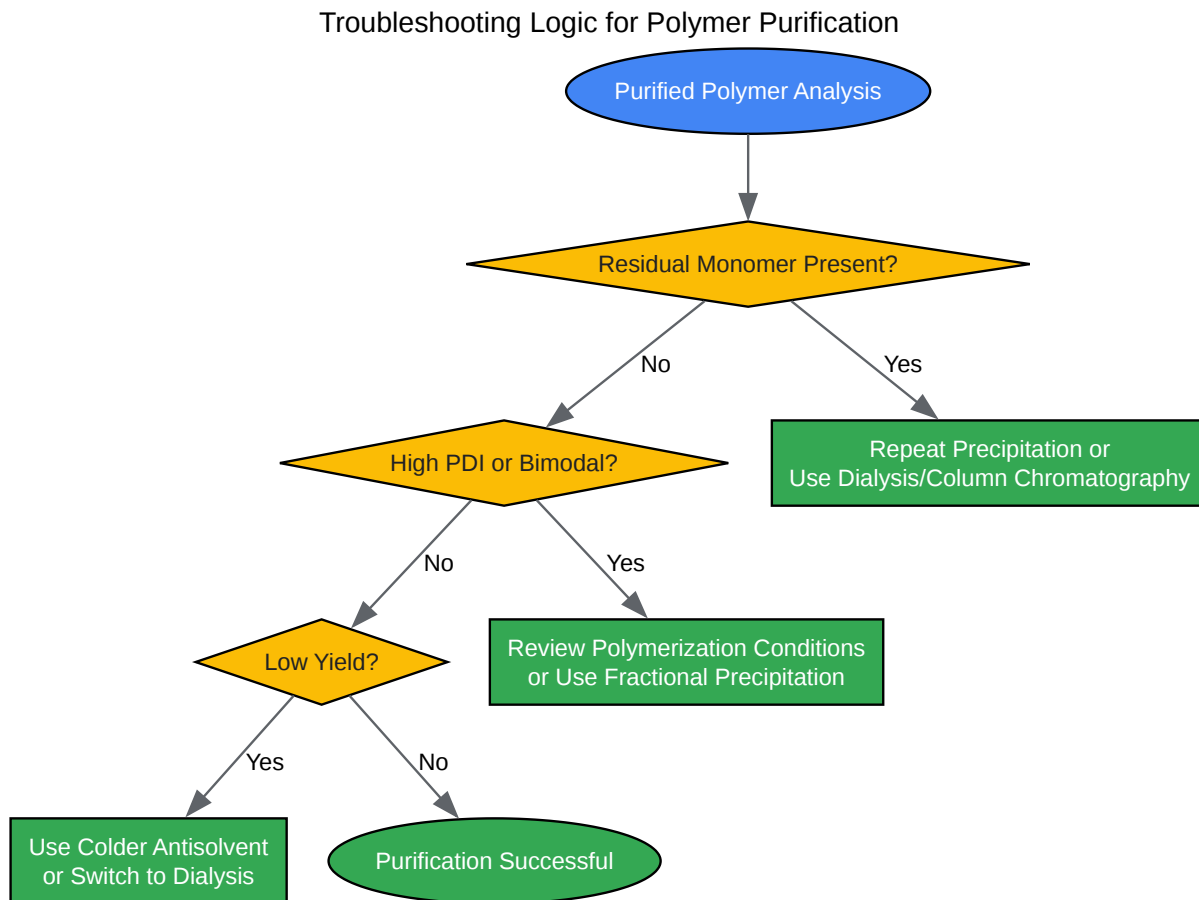 Troubleshooting Logic for Polymer Purification
Purified Polymer Analysis
Residual Monomer Present?
No
Yes
High PDI or Bimodal?
Repeat Precipitation or
Use Dialysis/Column Chromatography
No
Yes
Low Yield?
Review Polymerization Conditions
or Use Fractional Precipitation
Yes
No
Use Colder Antisolvent
or Switch to Dialysis
Purification Successful